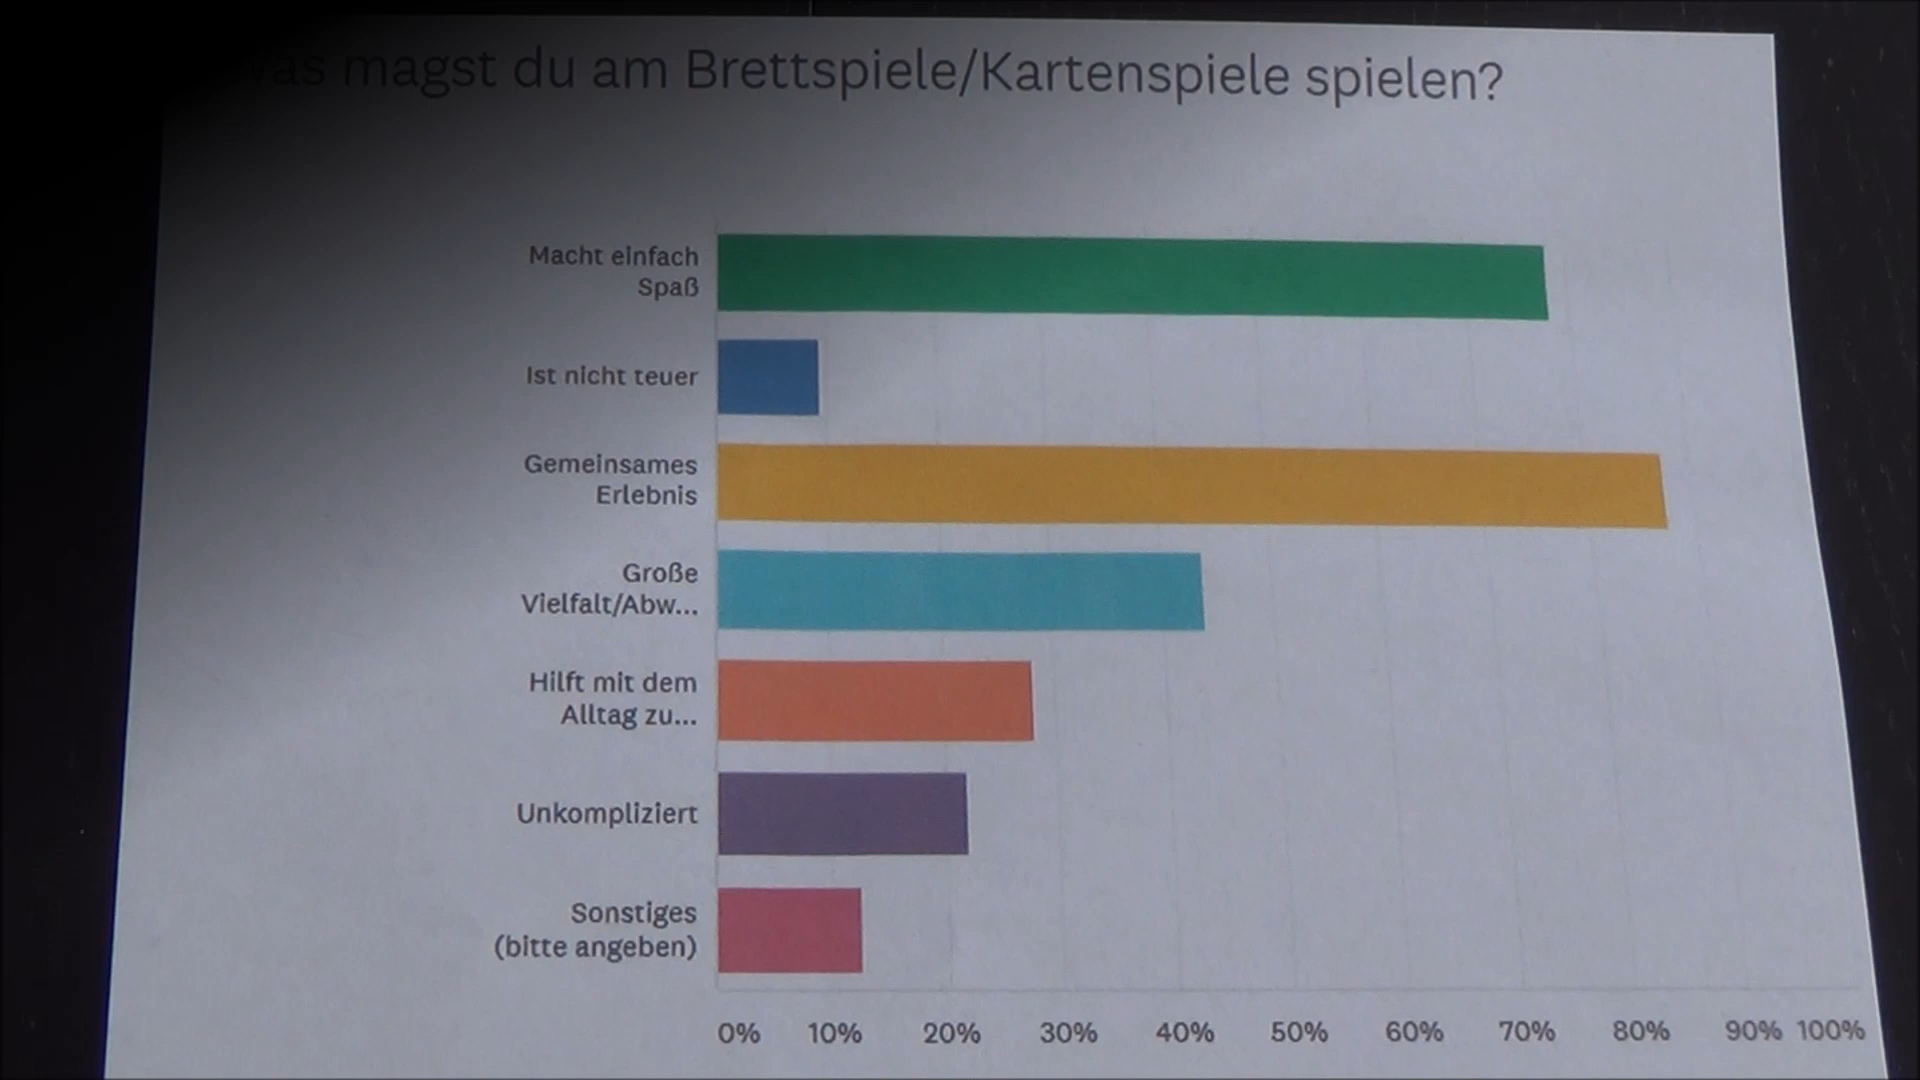 was magst du am Brettspiele/Kartenspiele spielen?
Macht einfach
Spaß
Ist nicht teuer
Gemeinsames
Erlebnis
Große
Vielfalt/Abw...
Hilft mit dem
Alltag zu...
Unkompliziert
Sonstiges
(bitte angeben)
0% 10% 20% 30% 40% 50% 60% 70% 80% 90% 100%